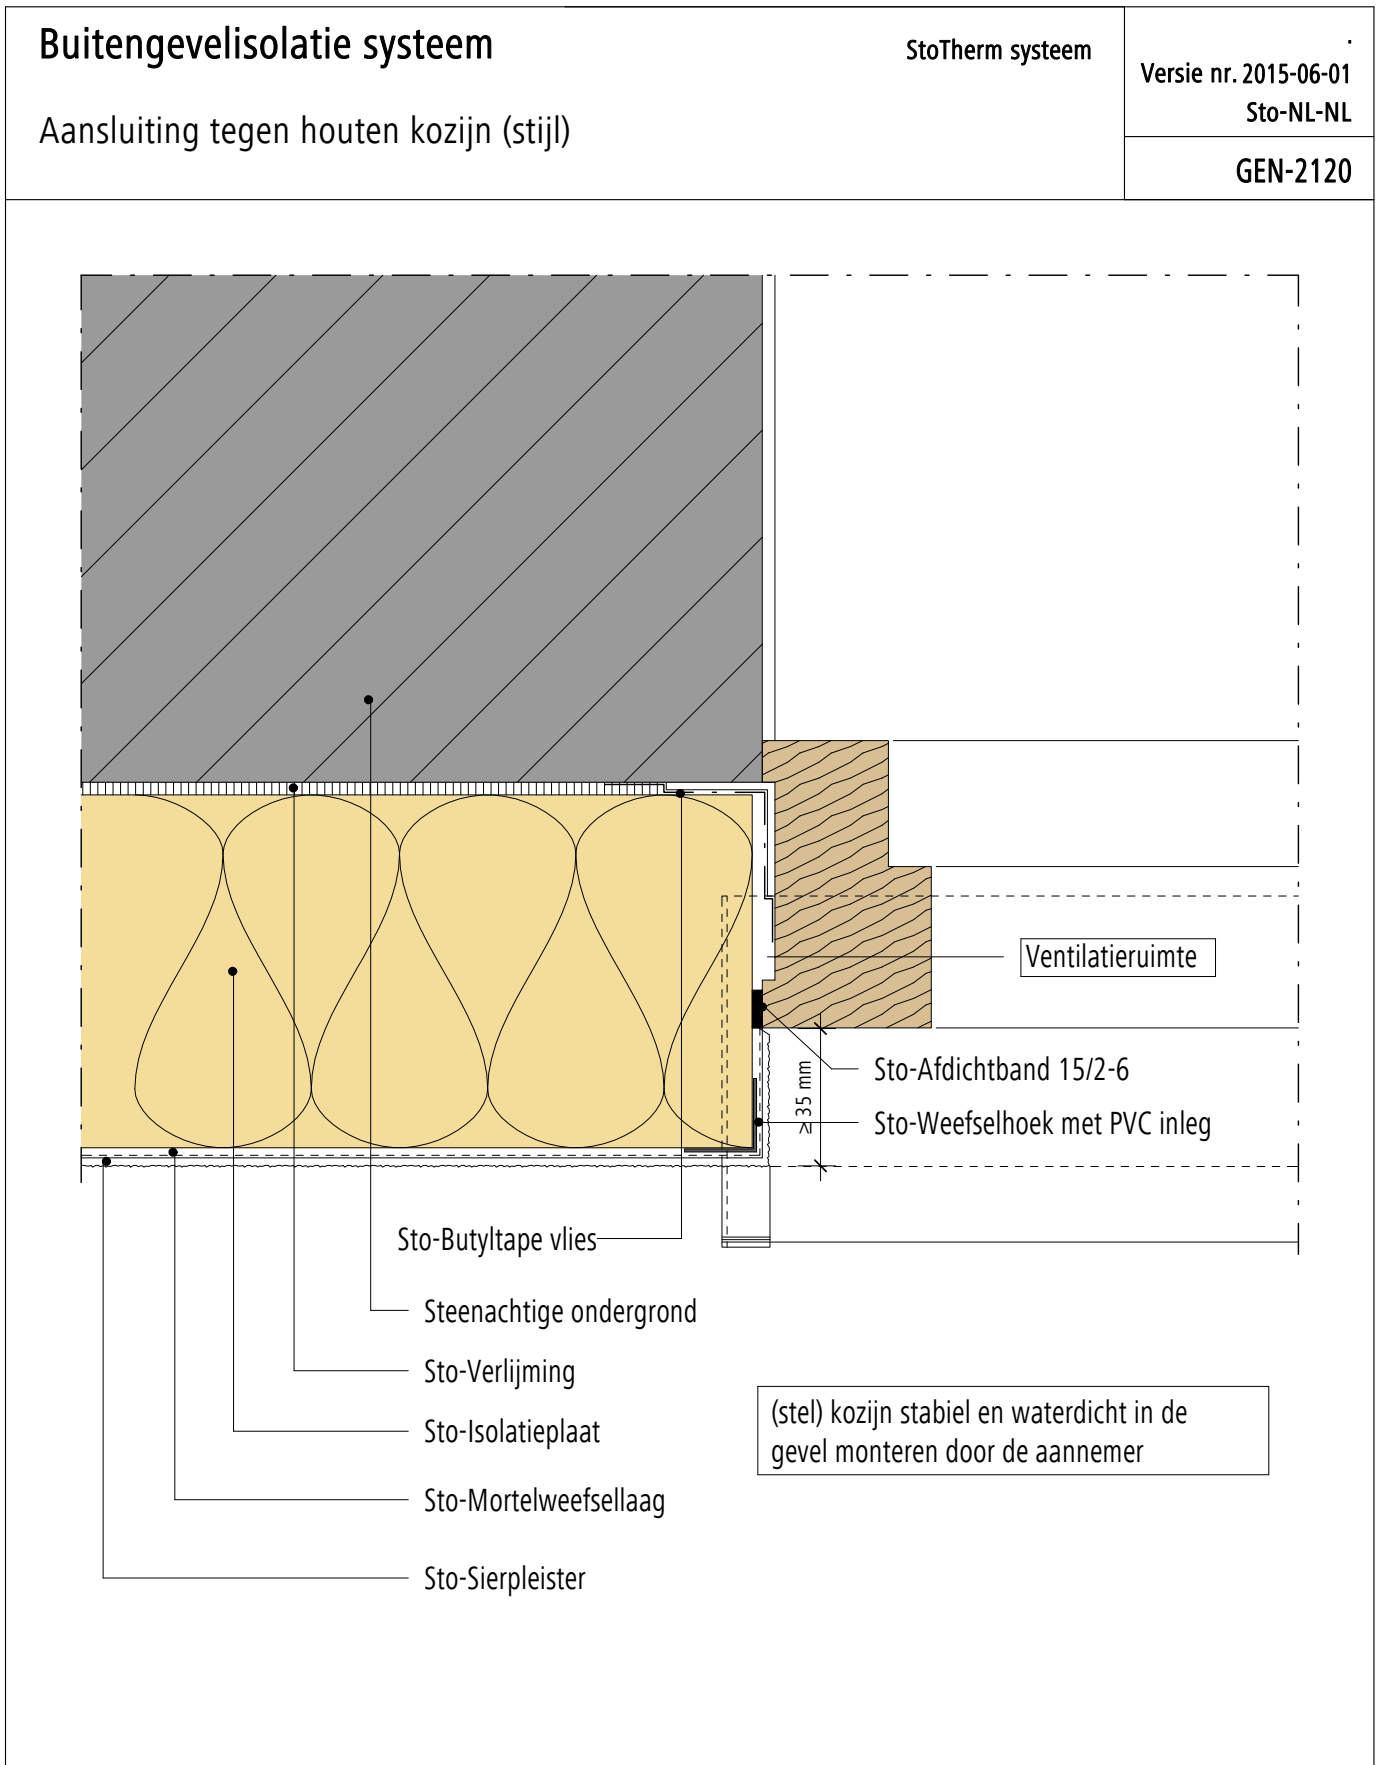 Buitengevelisolatie systeem
StoTherm systeem
.
Versie nr. 2015-06-01
Sto-NL-NL
Aansluiting tegen houten kozijn (stijl)
GEN-2120
Ventilatieruimte
Sto-Afdichtband 15/2-6
≥ 35 mm
Sto-Weefselhoek met PVC inleg
Sto-Butyltape vlies
Steenachtige ondergrond
Sto-Verlijming
(stel) kozijn stabiel en waterdicht in de
gevel monteren door de aannemer
Sto-Isolatieplaat
Sto-Mortelweefsellaag
Sto-Sierpleister